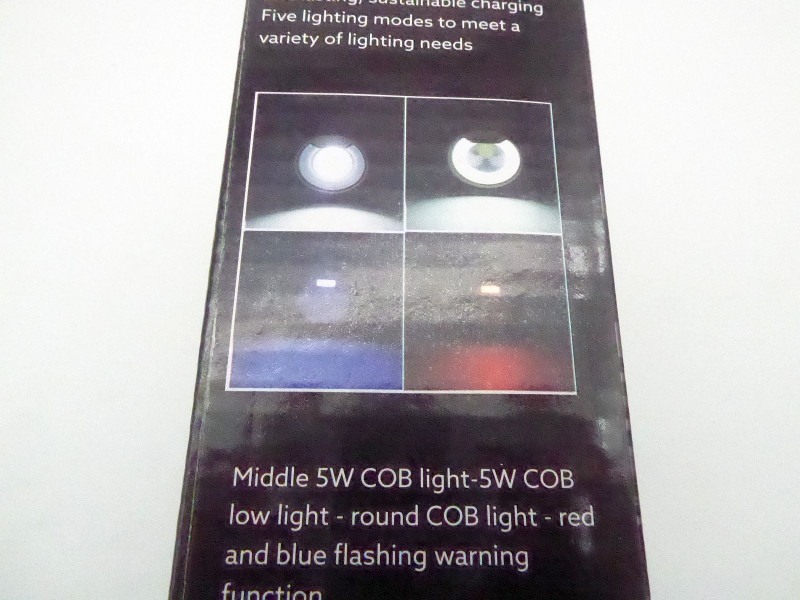 sustainable charging
Five lighting modes to meet a
variety of lighting needs
Middle 5W COB light-5W COB
low light - round COB light - red
and blue flashing warning
function